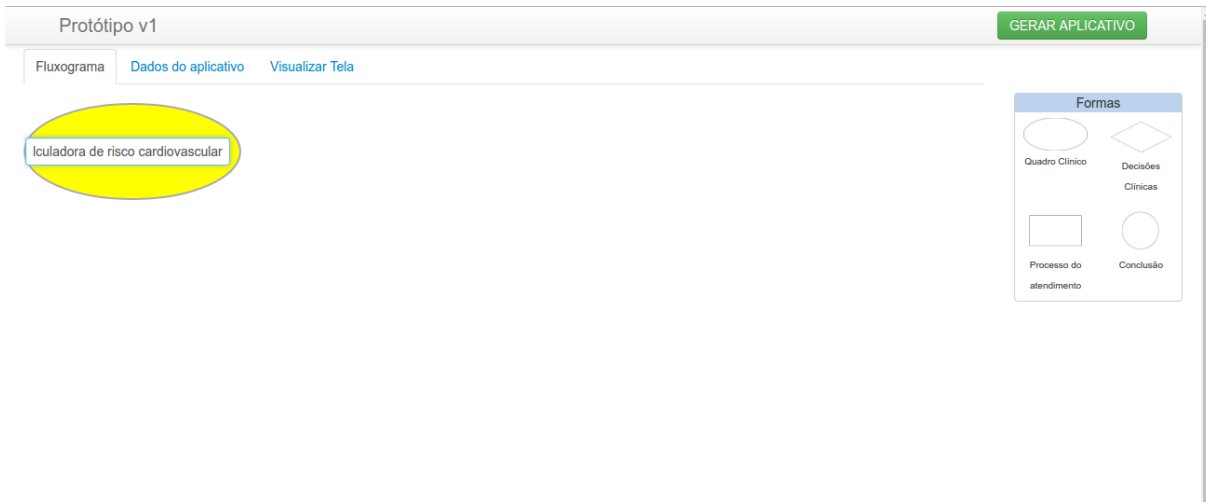 Protótipo v1
GERAR APLICATIVO
Fluxograma
Dados do aplicativo
Visualizar Tela
Formas
lculadora de risco cardiovascular
Quadro Clínico
Decisões
Clínicas
Processo do
atendimento
Conclusão